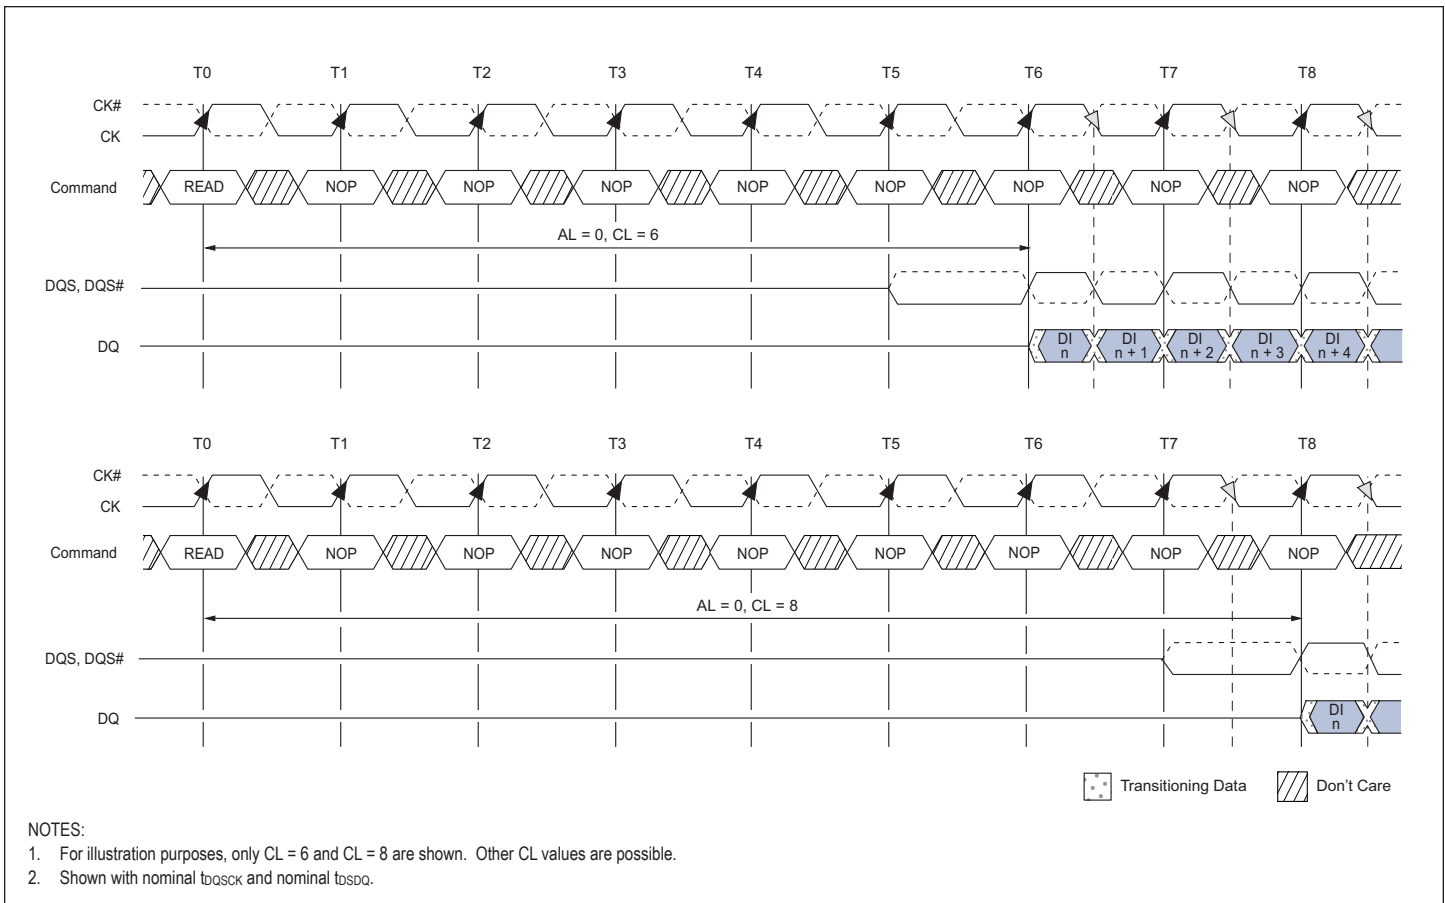 T0 T1 T2 T3 T4 T5 T6 T7 T8
CK#
CK
Command READ NOP NOP NOP NOP NOP NOP NOP NOP
AL = 0, CL = 6
DQS, DQS#
DQ DI n DI n + 1 DI n + 2 DI n + 3 DI n + 4
T0 T1 T2 T3 T4 T5 T6 T7 T8
CK#
CK
Command READ NOP NOP NOP NOP NOP NOP NOP NOP
AL = 0, CL = 8
DQS, DQS#
DQ DI n
Transitioning Data Don't Care
NOTES:
1. For illustration purposes, only CL = 6 and CL = 8 are shown. Other CL values are possible.
2. Shown with nominal tDQSCK and nominal tDSDQ.